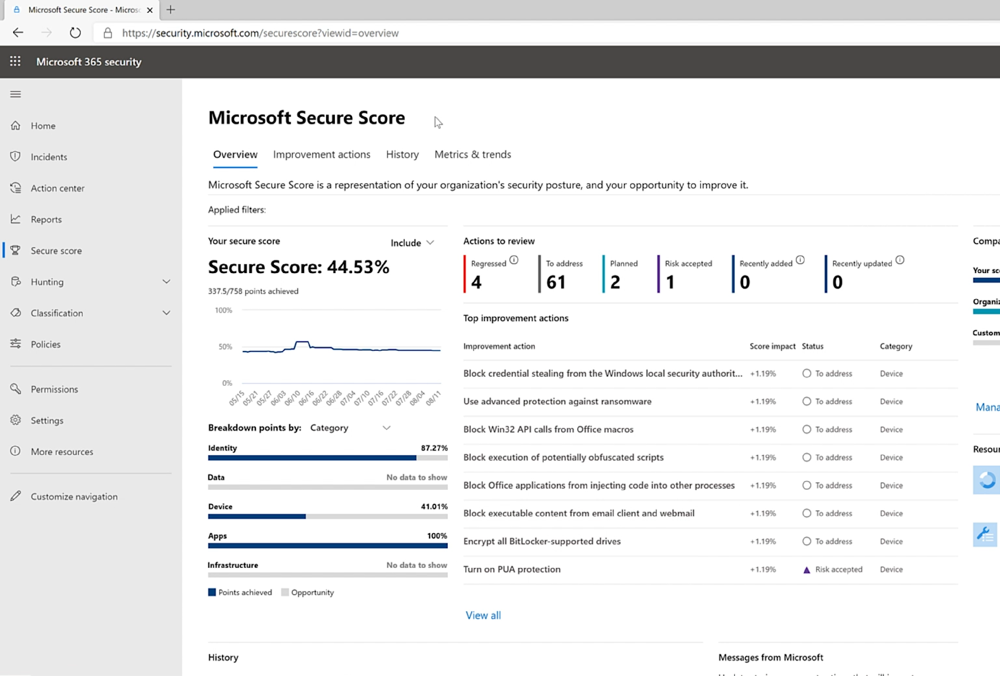 Microsoft Secure Score - Micros
https://security.microsoft.com/securescore?viewid=overview
Microsoft 365 security
Home
Incidents
Action center
Reports
Secure score
Hunting
Classification
Policies
Permissions
Settings
More resources
Customize navigation
Microsoft Secure Score
Overview Improvement actions History Metrics & trends
Microsoft Secure Score is a representation of your organization's security posture, and your opportunity to improve it.
Applied filters:
Your secure score Include
Secure Score: 44.53%
337.5/758 points achieved
100%
50%
0%
05/15 05/21 05/27 06/03 06/10 06/16 06/22 06/28 07/04 07/10 07/16 07/22 07/28 08/04 08/11
Breakdown points by: Category
Identity 87.27%
Data No data to show
Device 41.01%
Apps 100%
Infrastructure No data to show
Points achieved Opportunity
Actions to review
Regressed To address Planned Risk accepted Recently added Recently updated
4 61 2 1 0 0
Top improvement actions
Improvement action Score impact Status Category
Block credential stealing from the Windows local security authorit... +1.19% To address Device
Use advanced protection against ransomware +1.19% To address Device
Block Win32 API calls from Office macros +1.19% To address Device
Block execution of potentially obfuscated scripts +1.19% To address Device
Block Office applications from injecting code into other processes +1.19% To address Device
Block executable content from email client and webmail +1.19% To address Device
Encrypt all BitLocker-supported drives +1.19% To address Device
Turn on PUA protection +1.19% Risk accepted Device
View all
Compa
Your sc
Organiz
Custom
Mana
Resour
History
Messages from Microsoft